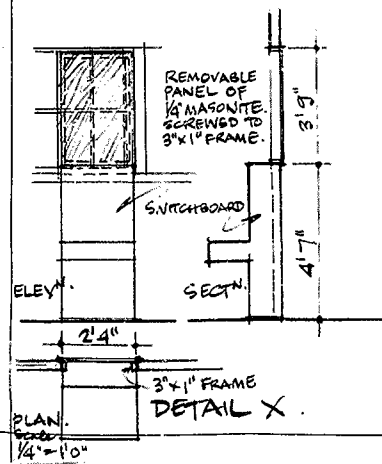 REMOVABLE
PANEL OF
1/4" MASONITE.
SCREWED TO
3"x1" FRAME.
3'9"
SWITCHBOARD
4'7"
ELEVN.
SECTN.
2'4"
3"x1" FRAME
DETAIL X.
PLAN.
Scale
1/4"=1'0"